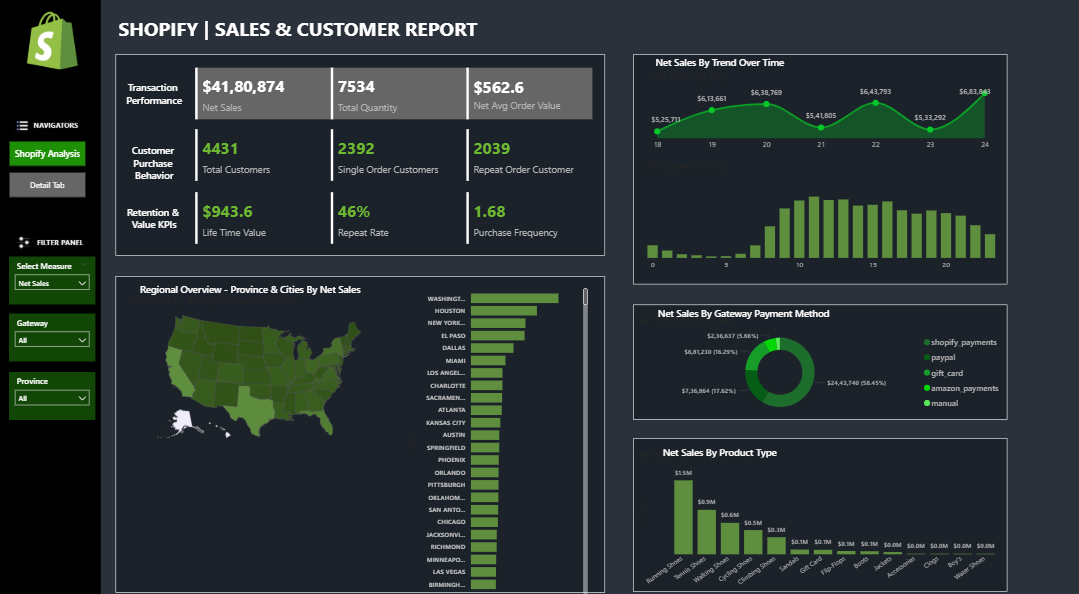 SHOPIFY | SALES & CUSTOMER REPORT
NAVIGATORS
Shopify Analysis
Detail Tab
FILTER PANEL
Select Measure
Net Sales
Gateway
All
Province
All
Transaction
Performance
$41,80,874
Net Sales
7534
Total Quantity
$562.6
Net Avg Order Value
Customer
Purchase
Behavior
4431
Total Customers
2392
Single Order Customers
2039
Repeat Order Customer
Retention &
Value KPIs
$943.6
Life Time Value
46%
Repeat Rate
1.68
Purchase Frequency
Regional Overview - Province & Cities By Net Sales
WASHINGT...
HOUSTON
NEW YORK...
EL PASO
DALLAS
MIAMI
LOS ANGEL...
CHARLOTTE
SACRAMEN...
ATLANTA
KANSAS CITY
AUSTIN
SPRINGFIELD
PHOENIX
ORLANDO
PITTSBURGH
OKLAHOM...
SAN ANTO...
CHICAGO
JACKSONVI...
RICHMOND
MINNEAPO...
LAS VEGAS
BIRMINGH...
Net Sales By Trend Over Time
$5,25,711
$6,13,661
$6,38,769
$5,41,805
$6,43,793
$5,33,292
$6,83,843
18 19 20 21 22 23 24
0 5 10 15 20
Net Sales By Gateway Payment Method
$2,36,637 (5.66%)
$6,81,230 (16.29%)
$7,36,864 (17.62%)
$24,43,740 (58.45%)
shopify_payments
paypal
gift_card
amazon_payments
manual
Net Sales By Product Type
$1.5M
$0.9M
$0.6M
$0.5M
$0.3M
$0.1M
$0.1M
$0.1M
$0.1M
$0.0M
$0.0M
$0.0M
$0.0M
$0.0M
Running Shoes
Tennis Shoes
Walking Shoes
Cycling Shoes
Climbing Shoes
Sandals
Gift Card
Flip-Flops
Boots
Jackets
Accessories
Clogs
Boy's
Water Shoes